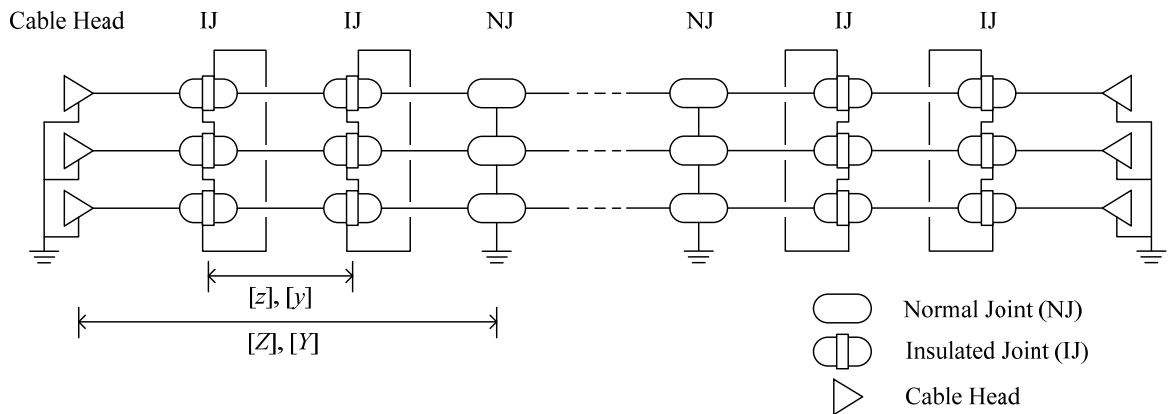 Cable Head IJ IJ NJ NJ IJ IJ
[z], [y]
[Z], [Y]
Normal Joint (NJ)
Insulated Joint (IJ)
Cable Head